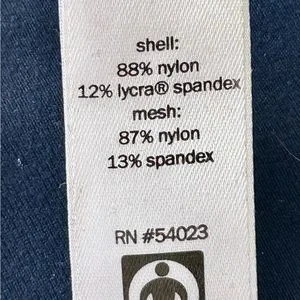 shell:
88% nylon
12% lycra® spandex
mesh:
87% nylon
13% spandex
RN #54023